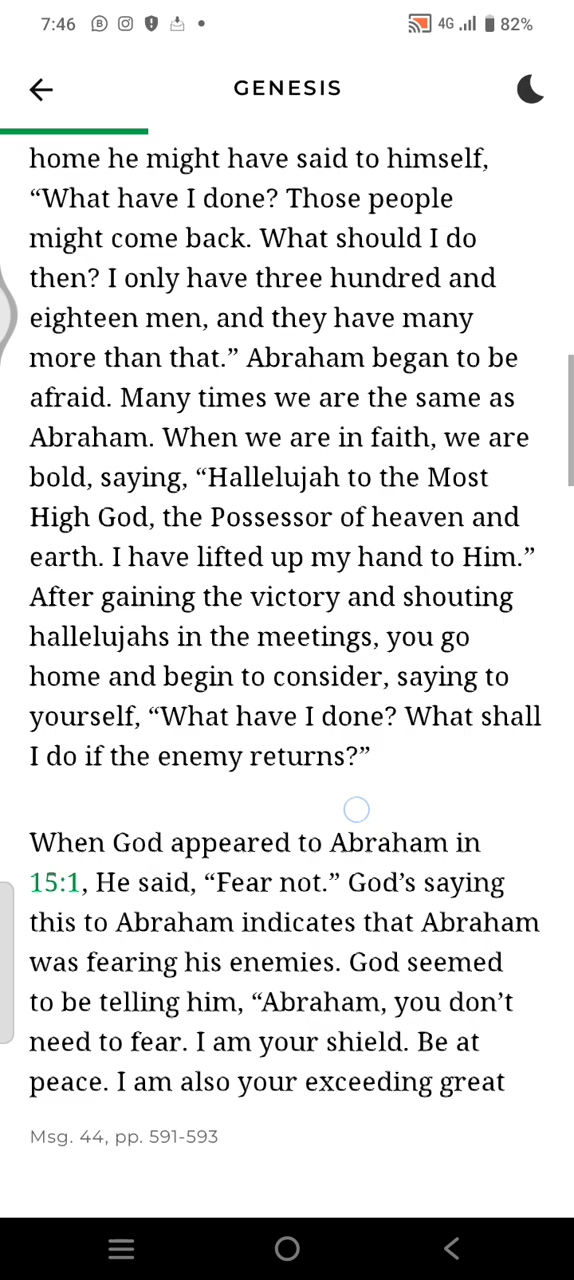 7:46
4G 82%
GENESIS
home he might have said to himself,
“What have I done? Those people
might come back. What should I do
then? I only have three hundred and
eighteen men, and they have many
more than that.” Abraham began to be
afraid. Many times we are the same as
Abraham. When we are in faith, we are
bold, saying, “Hallelujah to the Most
High God, the Possessor of heaven and
earth. I have lifted up my hand to Him.”
After gaining the victory and shouting
hallelujahs in the meetings, you go
home and begin to consider, saying to
yourself, “What have I done? What shall
I do if the enemy returns?”
When God appeared to Abraham in
15:1, He said, “Fear not.” God’s saying
this to Abraham indicates that Abraham
was fearing his enemies. God seemed
to be telling him, “Abraham, you don’t
need to fear. I am your shield. Be at
peace. I am also your exceeding great
Msg. 44, pp. 591-593